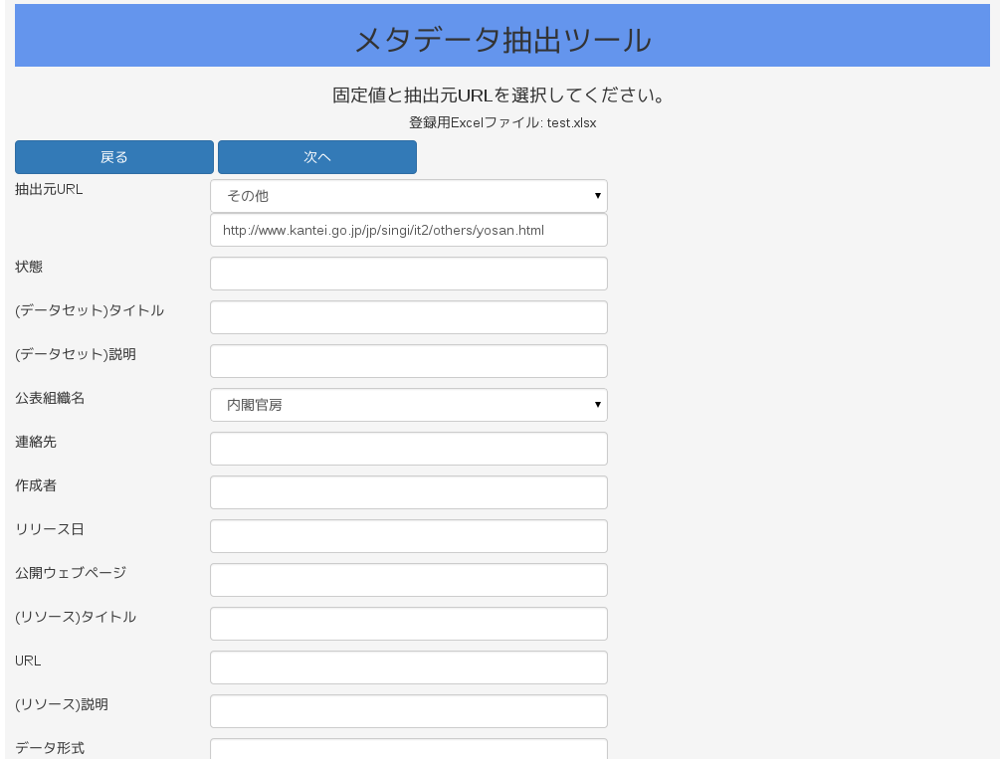 メタデータ抽出ツール
固定値と抽出元URLを選択してください。
登録用Excelファイル: test.xlsx
戻る 次へ
抽出元URL その他
http://www.kantei.go.jp/jp/singi/it2/others/yosan.html
状態
(データセット)タイトル
(データセット)説明
公表組織名 内閣官房
連絡先
作成者
リリース日
公開ウェブページ
(リソース)タイトル
URL
(リソース)説明
データ形式